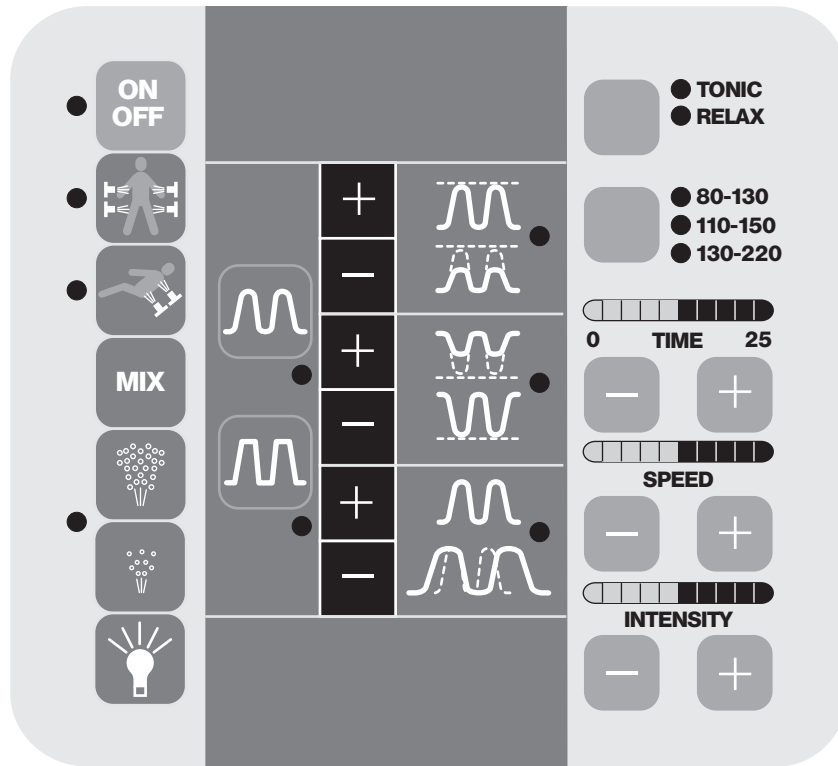 ON
OFF
MIX
+
−
+
−
+
−
TONIC
RELAX
80-130
110-150
130-220
0 TIME 25
− +
SPEED
− +
INTENSITY
− +